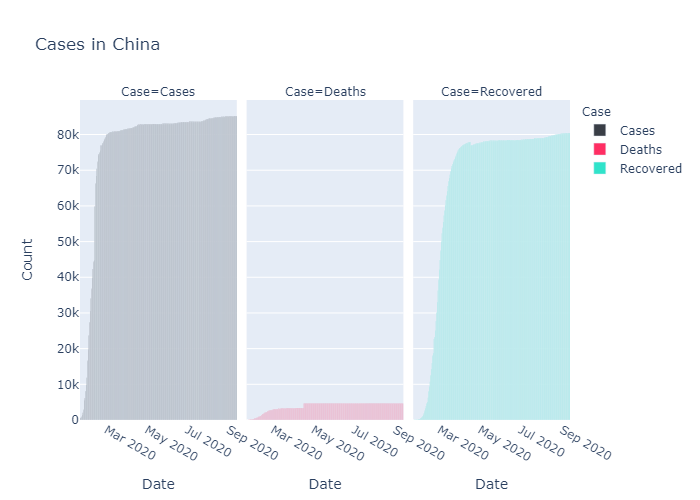 Cases in China
Case=Cases
Case=Deaths
Case=Recovered
Case
Cases
Deaths
Recovered
80k
70k
60k
50k
40k
30k
20k
10k
0
Count
Mar 2020
May 2020
Jul 2020
Sep 2020
Mar 2020
May 2020
Jul 2020
Sep 2020
Mar 2020
May 2020
Jul 2020
Sep 2020
Date
Date
Date